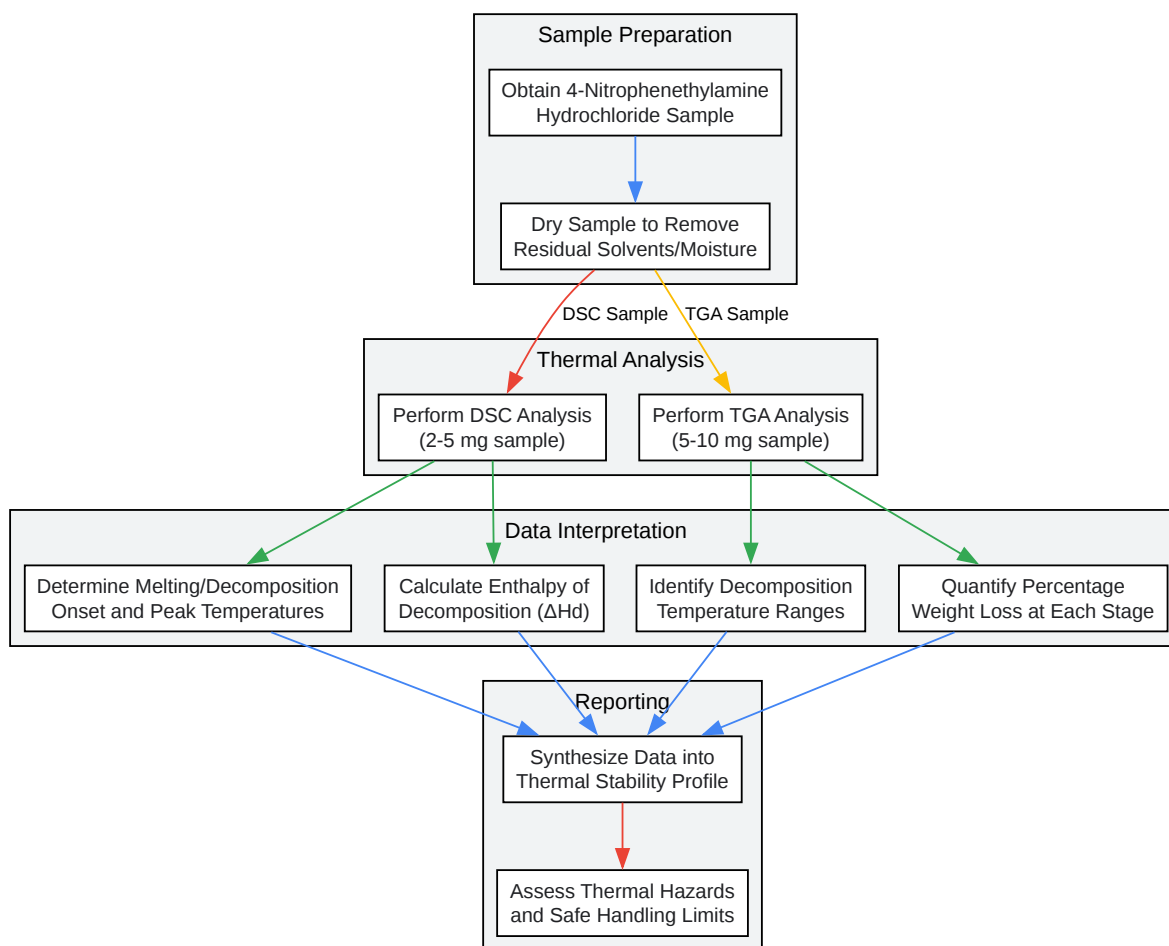 Sample Preparation
Obtain 4-Nitrophenethylamine
Hydrochloride Sample
Dry Sample to Remove
Residual Solvents/Moisture
DSC Sample
TGA Sample
Thermal Analysis
Perform DSC Analysis
(2-5 mg sample)
Perform TGA Analysis
(5-10 mg sample)
Data Interpretation
Determine Melting/Decomposition
Onset and Peak Temperatures
Calculate Enthalpy of
Decomposition (ΔHd)
Identify Decomposition
Temperature Ranges
Quantify Percentage
Weight Loss at Each Stage
Reporting
Synthesize Data into
Thermal Stability Profile
Assess Thermal Hazards
and Safe Handling Limits